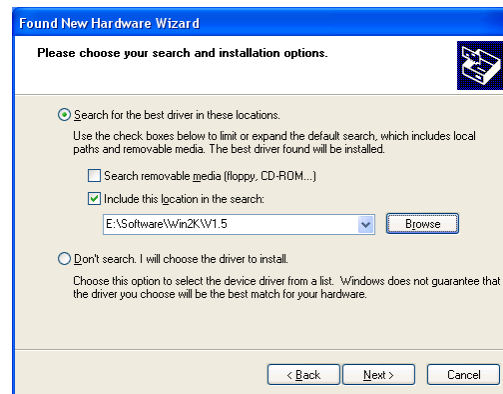 Found New Hardware Wizard
Please choose your search and installation options.
Search for the best driver in these locations.
Use the check boxes below to limit or expand the default search, which includes local
paths and removable media. The best driver found will be installed.
Search removable media (floppy, CD-ROM...)
Include this location in the search:
E:\Software\Win2K\V1.5
Browse
Don't search. I will choose the driver to install.
Choose this option to select the device driver from a list. Windows does not guarantee that
the driver you choose will be the best match for your hardware.
< Back Next > Cancel